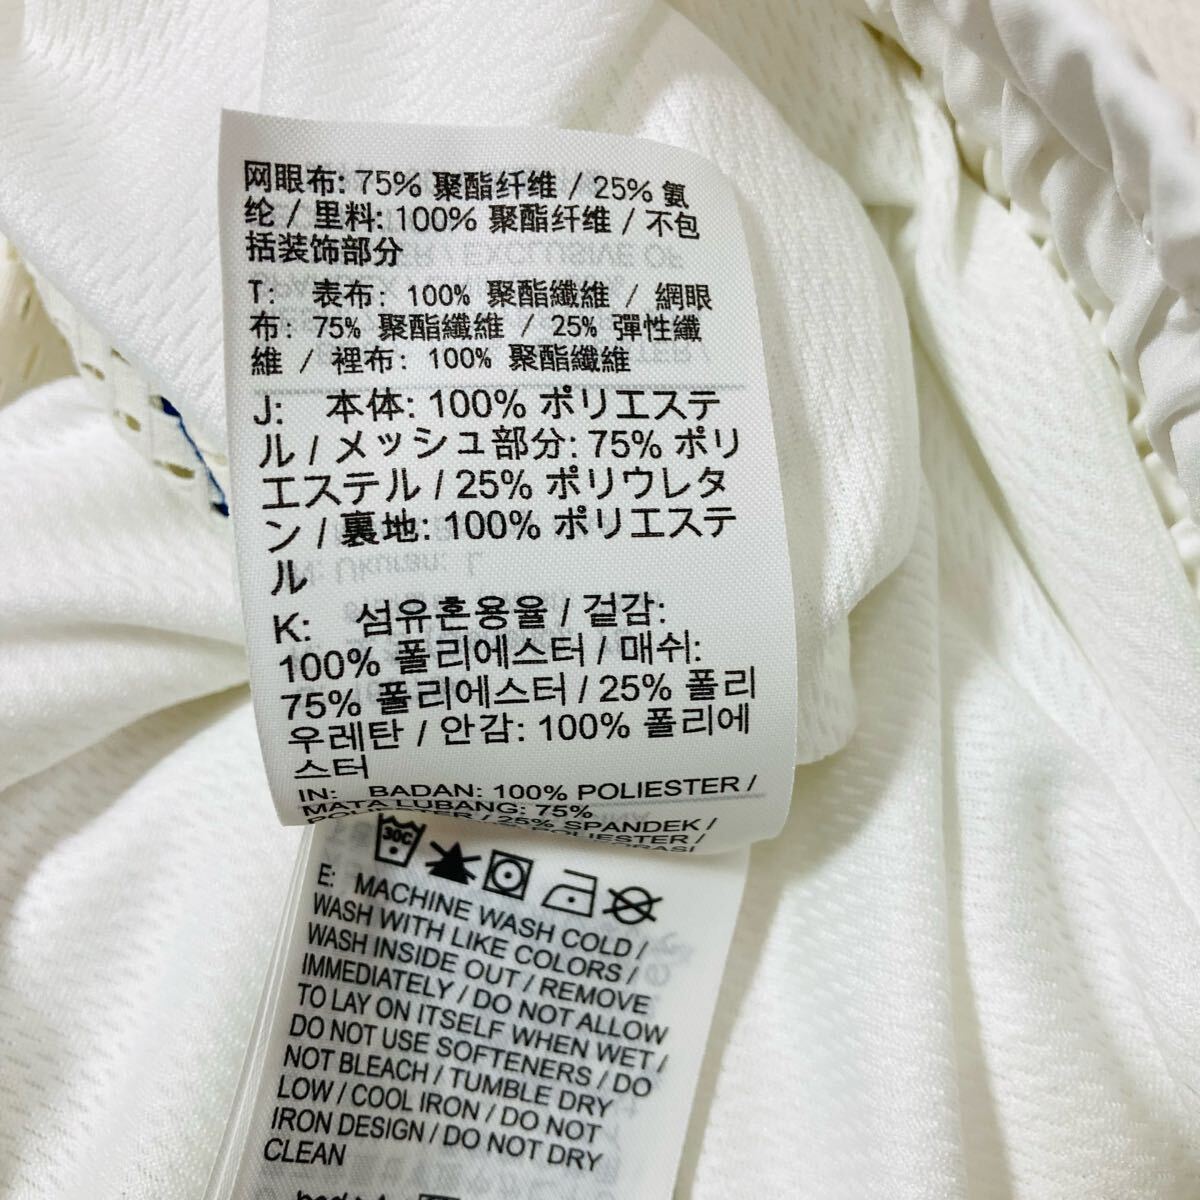 网眼布: 75% 聚酯纤维 / 25% 氨
纶 / 里料: 100% 聚酯纤维 / 不包
括装饰部分
T: 表布: 100% 聚酯纖維 / 網眼
布: 75% 聚酯纖維 / 25% 彈性纖
維 / 裡布: 100% 聚酯纖維
J: 本体: 100% ポリエステ
ル / メッシュ部分: 75% ポリ
エステル / 25% ポリウレタ
ン / 裏地: 100% ポリエステ
ル
K: 섬유혼용율 / 겉감:
100% 폴리에스터 / 매쉬:
75% 폴리에스터 / 25% 폴리
우레탄 / 안감: 100% 폴리에
스터
IN: BADAN: 100% POLIESTER /
MATA LUBANG: 75%
POLIESTER / 25% SPANDEK /
POLIESTER /
30C
E: MACHINE WASH COLD /
WASH WITH LIKE COLORS /
WASH INSIDE OUT / REMOVE
IMMEDIATELY / DO NOT ALLOW
TO LAY ON ITSELF WHEN WET /
DO NOT USE SOFTENERS / DO
NOT BLEACH / TUMBLE DRY
LOW / COOL IRON / DO NOT
IRON DESIGN / DO NOT DRY
CLEAN